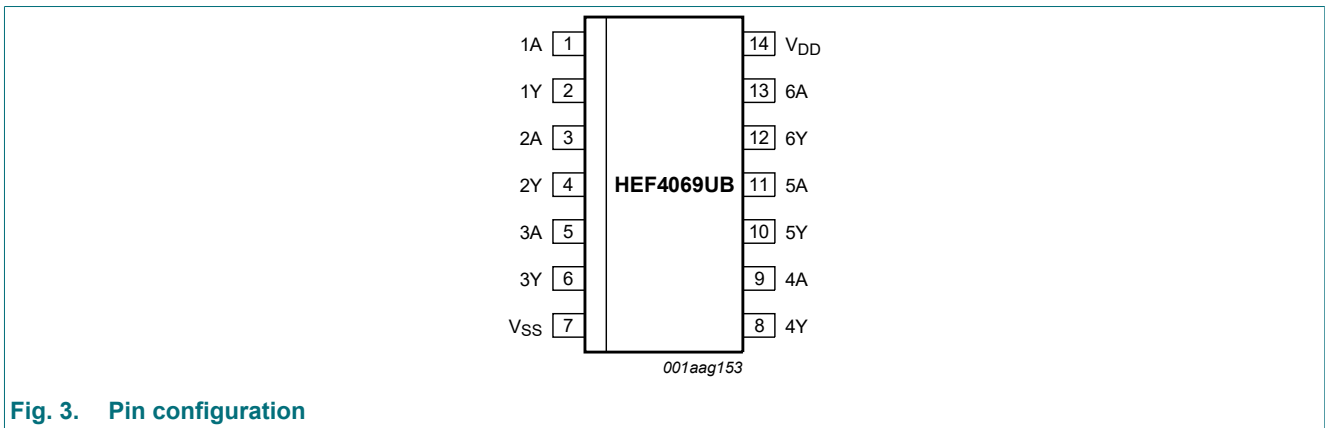 1A 1 14 VDD
1Y 2 13 6A
2A 3 12 6Y
2Y 4 HEF4069UB 11 5A
3A 5 10 5Y
3Y 6 9 4A
VSS 7 8 4Y
001aag153
Fig. 3. Pin configuration